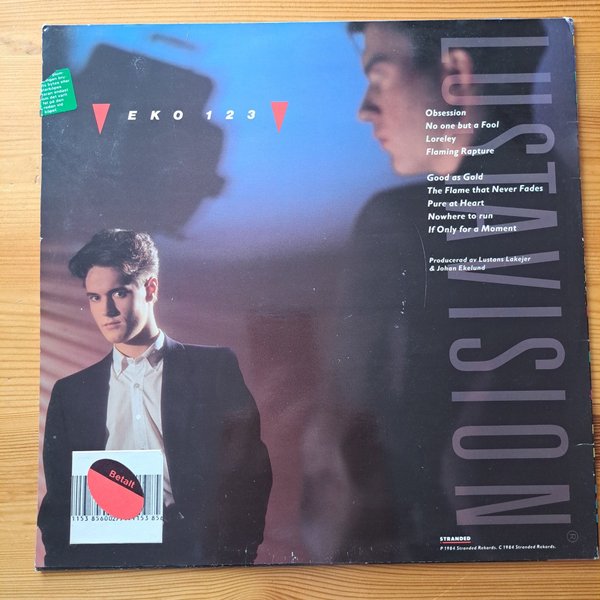 EKO 123
LUSTAVISION
Obsession
No one but a Fool
Loreley
Flaming Rapture
Good as Gold
The Flame that Never Fades
Pure at Heart
Nowhere to run
If Only for a Moment
Producerad av Lustans Lakejer
& Johan Ekelund
Betalt
STRANDED
P 1984 Stranded Rekords. C 1984 Stranded Rekords.